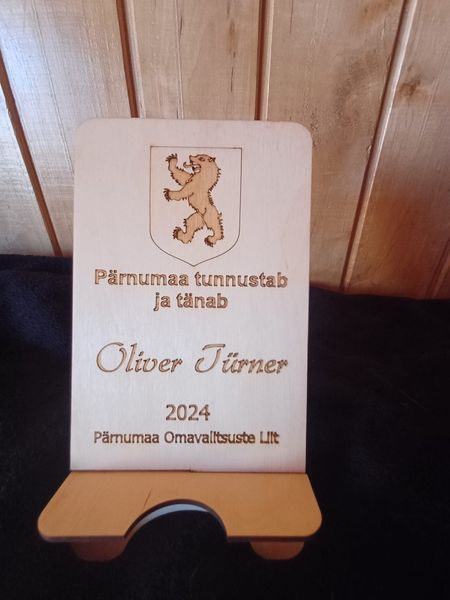 Pärnumaa tunnustab
ja tänab
Oliver Türner
2024
Pärnumaa Omavalitsuste Liit